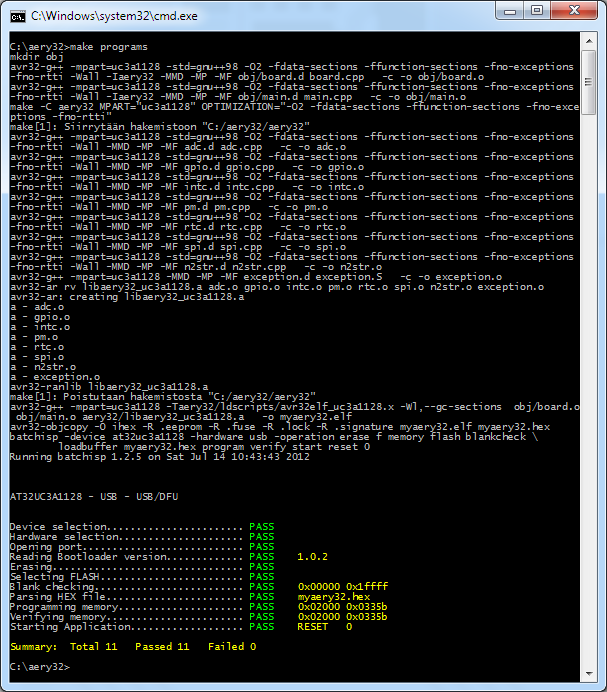 C:\Windows\system32\cmd.exe
C:\aery32>make programs
mkdir obj
avr32-g++ -mpart=uc3a1128 -std=gnu++98 -O2 -fdata-sections -ffunction-sections -fno-exceptions
-fno-rtti -Wall -Iaery32 -MMD -MP -MF obj/board.d board.cpp   -c -o obj/board.o
avr32-g++ -mpart=uc3a1128 -std=gnu++98 -O2 -fdata-sections -ffunction-sections -fno-exceptions
-fno-rtti -Wall -Iaery32 -MMD -MP -MF obj/main.d main.cpp   -c -o obj/main.o
make -C aery32 MPART="uc3a1128" OPTIMIZATION="-O2 -fdata-sections -ffunction-sections -fno-exce
ptions -fno-rtti"
make[1]: Siirrytään hakemistoon "C:/aery32/aery32"
avr32-g++ -mpart=uc3a1128 -std=gnu++98 -O2 -fdata-sections -ffunction-sections -fno-exceptions
-fno-rtti -Wall -MMD -MP -MF adc.d adc.cpp   -c -o adc.o
avr32-g++ -mpart=uc3a1128 -std=gnu++98 -O2 -fdata-sections -ffunction-sections -fno-exceptions
-fno-rtti -Wall -MMD -MP -MF gpio.d gpio.cpp   -c -o gpio.o
avr32-g++ -mpart=uc3a1128 -std=gnu++98 -O2 -fdata-sections -ffunction-sections -fno-exceptions
-fno-rtti -Wall -MMD -MP -MF intc.d intc.cpp   -c -o intc.o
avr32-g++ -mpart=uc3a1128 -std=gnu++98 -O2 -fdata-sections -ffunction-sections -fno-exceptions
-fno-rtti -Wall -MMD -MP -MF pm.d pm.cpp   -c -o pm.o
avr32-g++ -mpart=uc3a1128 -std=gnu++98 -O2 -fdata-sections -ffunction-sections -fno-exceptions
-fno-rtti -Wall -MMD -MP -MF rtc.d rtc.cpp   -c -o rtc.o
avr32-g++ -mpart=uc3a1128 -std=gnu++98 -O2 -fdata-sections -ffunction-sections -fno-exceptions
-fno-rtti -Wall -MMD -MP -MF spi.d spi.cpp   -c -o spi.o
avr32-g++ -mpart=uc3a1128 -std=gnu++98 -O2 -fdata-sections -ffunction-sections -fno-exceptions
-fno-rtti -Wall -MMD -MP -MF n2str.d n2str.cpp   -c -o n2str.o
avr32-g++ -mpart=uc3a1128 -MMD -MP -MF exception.d exception.S   -c -o exception.o
avr32-ar rv libaery32_uc3a1128.a adc.o gpio.o intc.o pm.o rtc.o spi.o n2str.o exception.o
avr32-ar: creating libaery32_uc3a1128.a
a - adc.o
a - gpio.o
a - intc.o
a - pm.o
a - rtc.o
a - spi.o
a - n2str.o
a - exception.o
avr32-ranlib libaery32_uc3a1128.a
make[1]: Poistutaan hakemistosta "C:/aery32/aery32"
avr32-g++ -mpart=uc3a1128 -Taery32/ldscripts/avr32elf_uc3a1128.x -Wl,--gc-sections  obj/board.o
obj/main.o aery32/libaery32_uc3a1128.a   -o myaery32.elf
avr32-objcopy -O ihex -R .eeprom -R .fuse -R .lock -R .signature myaery32.elf myaery32.hex
batchisp -device at32uc3a1128 -hardware usb -operation erase f memory flash blankcheck \
loadbuffer myaery32.hex program verify start reset 0
Running batchisp 1.2.5 on Sat Jul 14 10:43:43 2012
AT32UC3A1128 - USB - USB/DFU
Device selection....................... PASS
Hardware selection..................... PASS
Opening port........................... PASS
Reading Bootloader version............. PASS    1.0.2
Erasing................................ PASS
Selecting FLASH........................ PASS
Blank checking......................... PASS    0x00000 0x1ffff
Parsing HEX file....................... PASS    myaery32.hex
Programming memory..................... PASS    0x02000 0x0335b
Verifying memory....................... PASS    0x02000 0x0335b
Starting Application................... PASS    RESET   0
Summary:  Total 11   Passed 11   Failed 0
C:\aery32>